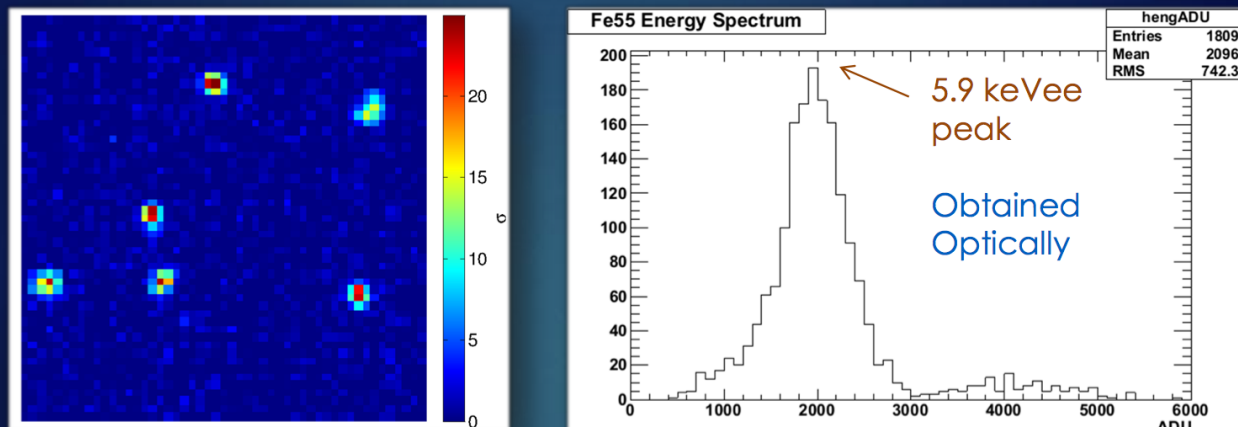 20
15
10
5
0
σ
Fe55 Energy Spectrum
hengADU
Entries 1809
Mean 2096
RMS 742.3
200
180
160
140
120
100
80
60
40
20
0
5.9 keVee
peak
Obtained
Optically
0 1000 2000 3000 4000 5000 6000
ADU